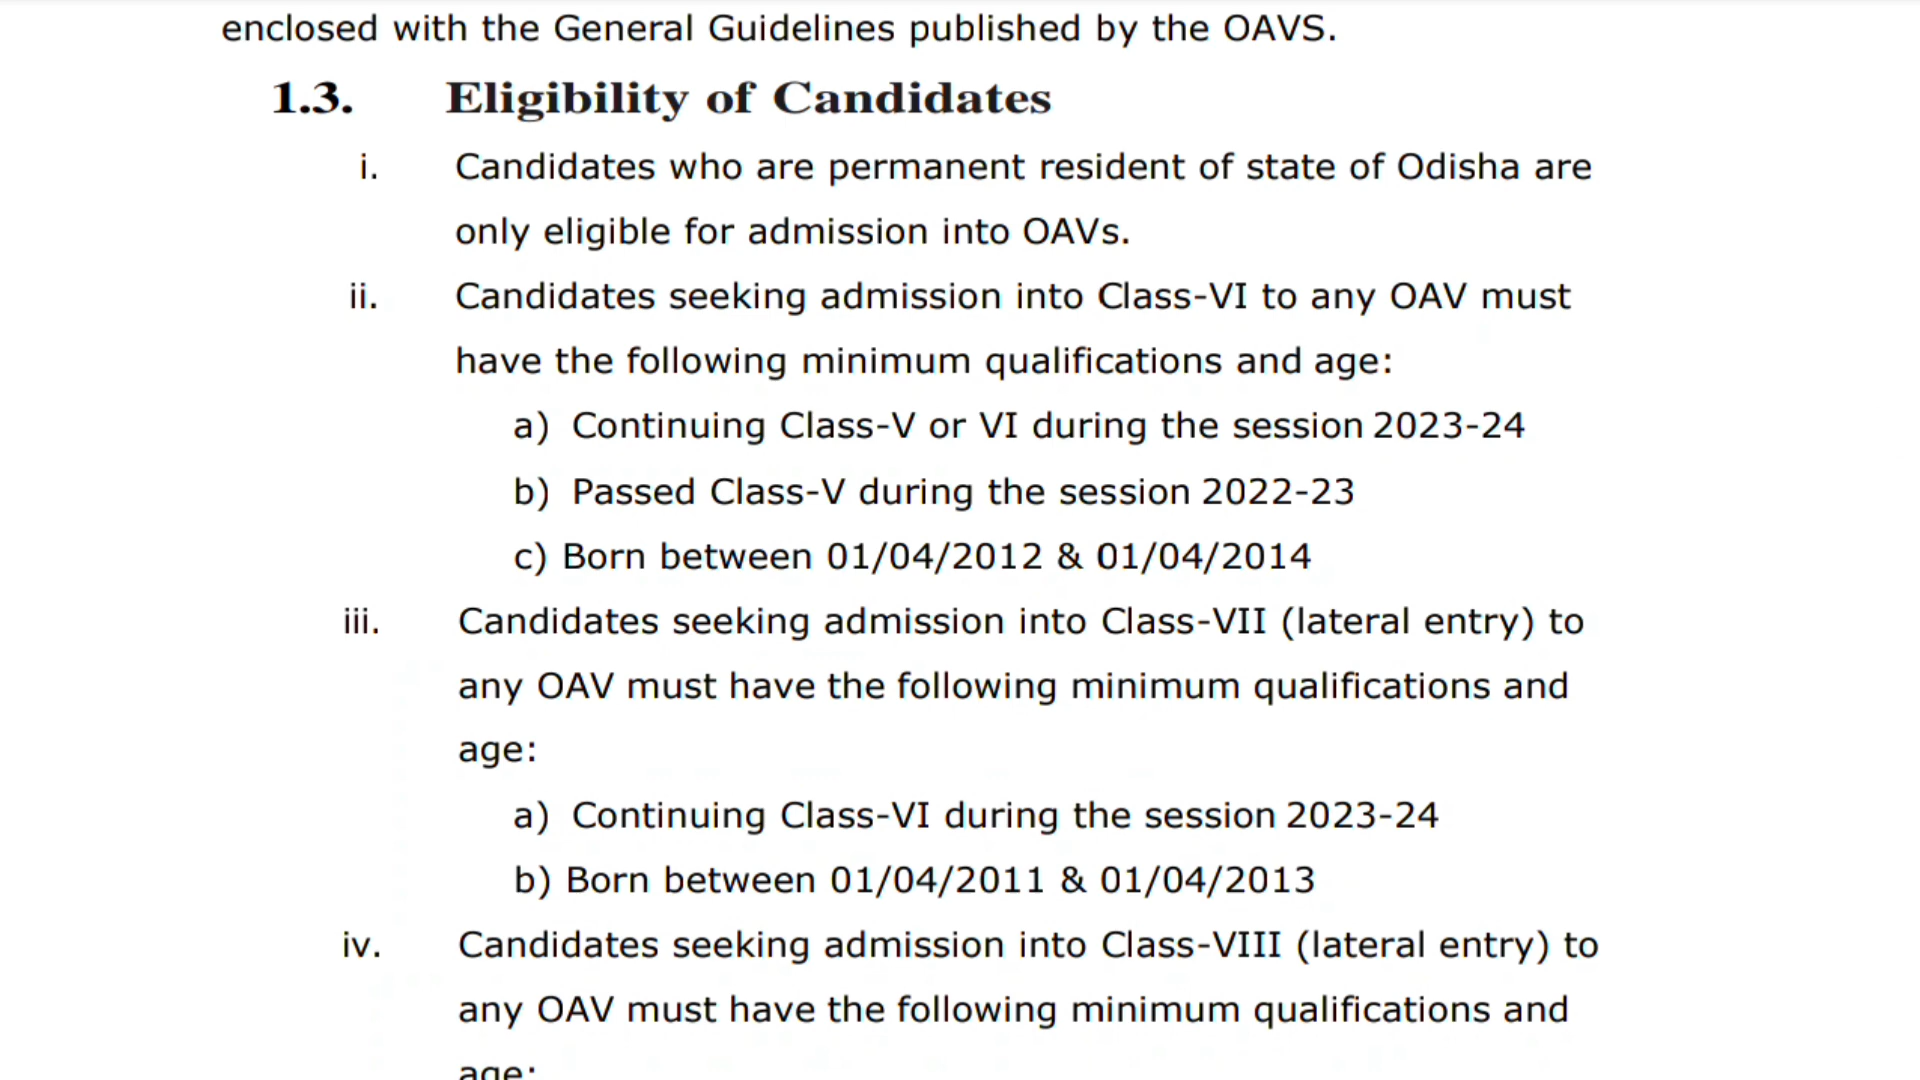 enclosed with the General Guidelines published by the OAVS.
1.3. Eligibility of Candidates
i. Candidates who are permanent resident of state of Odisha are
only eligible for admission into OAVs.
ii. Candidates seeking admission into Class-VI to any OAV must
have the following minimum qualifications and age:
a) Continuing Class-V or VI during the session 2023-24
b) Passed Class-V during the session 2022-23
c) Born between 01/04/2012 & 01/04/2014
iii. Candidates seeking admission into Class-VII (lateral entry) to
any OAV must have the following minimum qualifications and
age:
a) Continuing Class-VI during the session 2023-24
b) Born between 01/04/2011 & 01/04/2013
iv. Candidates seeking admission into Class-VIII (lateral entry) to
any OAV must have the following minimum qualifications and
age: